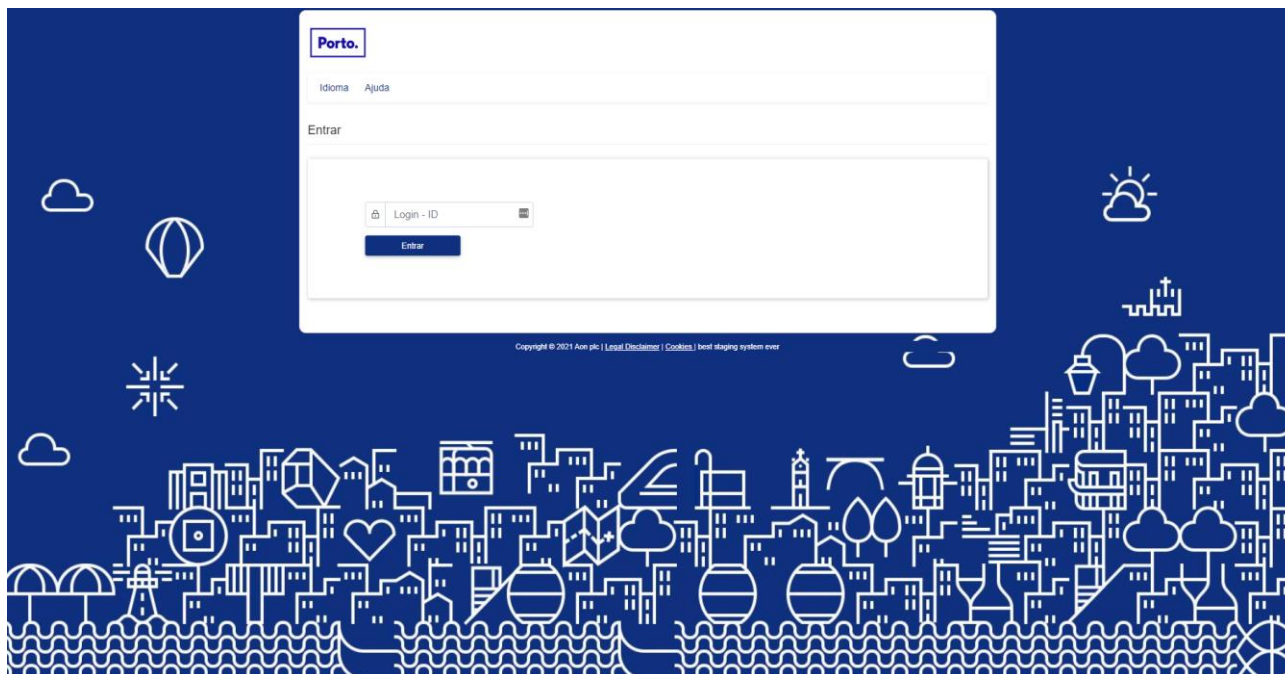 Porto.
Idioma Ajuda
Entrar
Login - ID
Entrar
Copyright © 2021 Aon plc | Legal Disclaimer | Cookies | best staging system ever